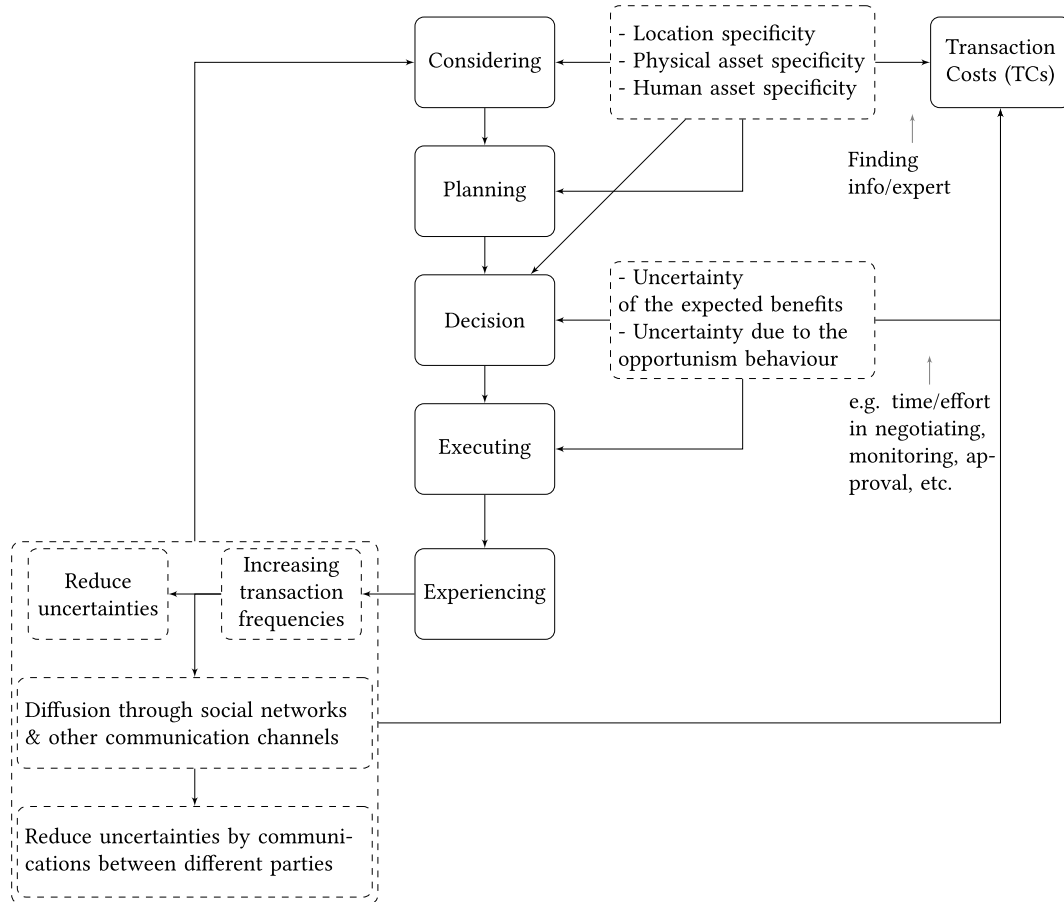 Considering
- Location specificity
- Physical asset specificity
- Human asset specificity
Transaction
Costs (TCs)
Finding
info/expert
Planning
Decision
- Uncertainty
of the expected benefits
- Uncertainty due to the
opportunism behaviour
e.g. time/effort
in negotiating,
monitoring, ap-
proval, etc.
Executing
Experiencing
Increasing
transaction
frequencies
Reduce
uncertainties
Diffusion through social networks
& other communication channels
Reduce uncertainties by communi-
cations between different parties